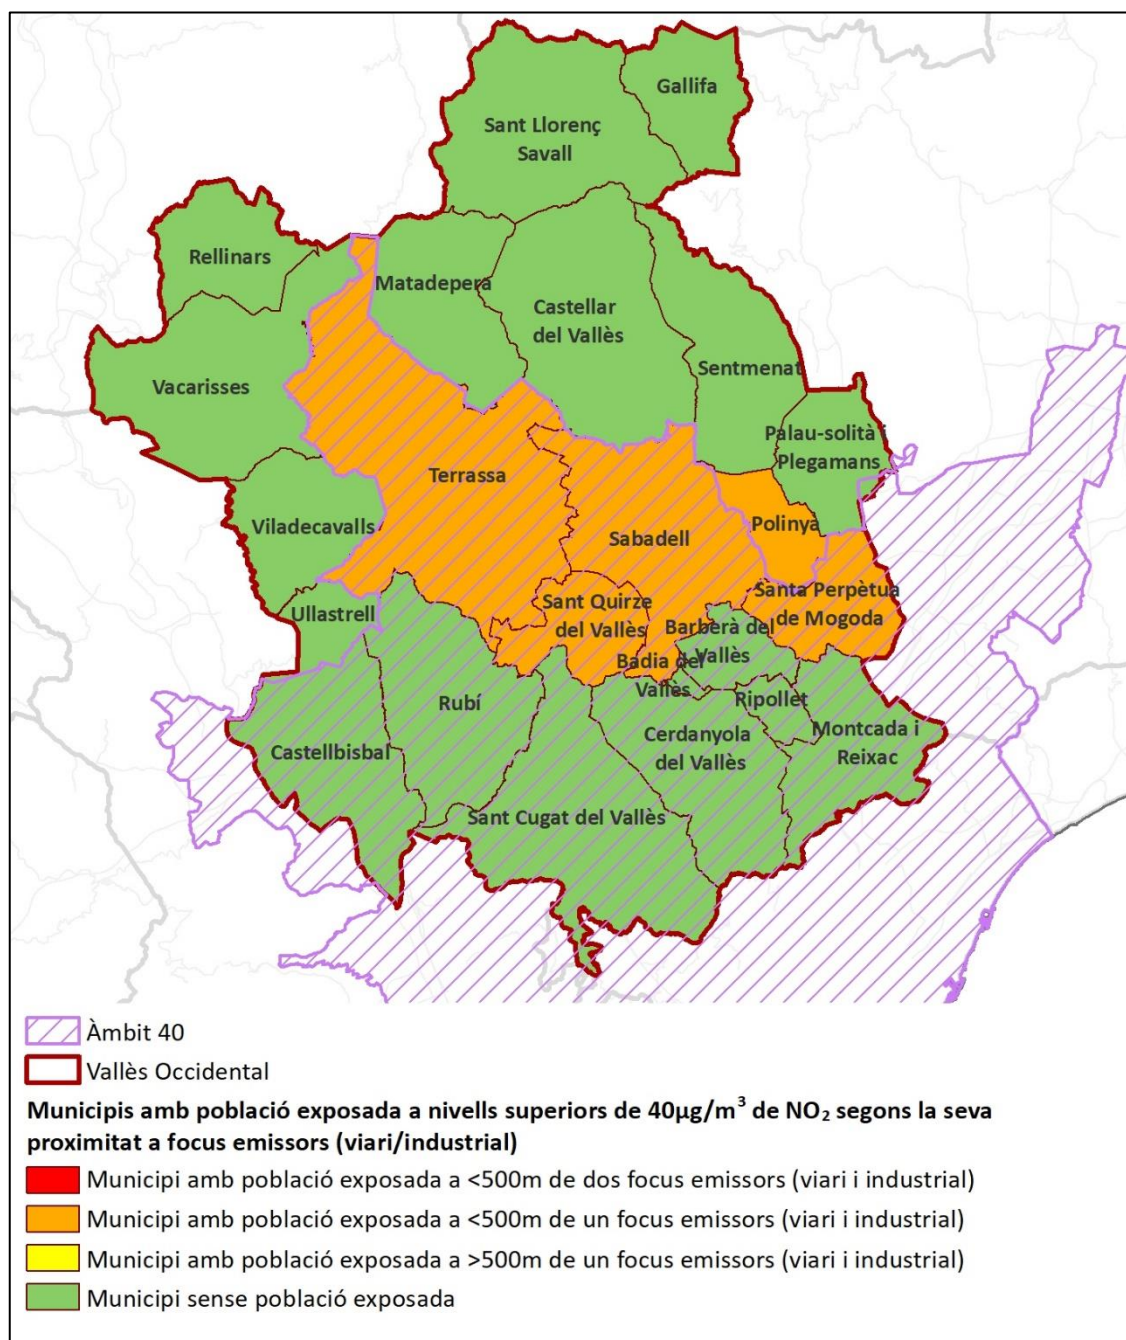 Gallifa
Sant Llorenç
Savall
Rellinars
Matadepera
Castellar
del Vallès
Sentmenat
Vacarisses
Palau-solità i
Plegamans
Terrassa
Viladecavalls
Polinyà
Sabadell
Santa Perpètua
de Mogoda
Sant Quirze
del Vallès
Ullastrell
Barberà del
Vallès
Badia del
Vallès
Ripollet
Rubí
Montcada i
Reixac
Cerdanyola
del Vallès
Castellbisbal
Sant Cugat del Vallès
Àmbit 40
Vallès Occidental
Municipis amb població exposada a nivells superiors de 40µg/m³ de NO₂ segons la seva
proximitat a focus emissors (viari/industrial)
Municipi amb població exposada a <500m de dos focus emissors (viari i industrial)
Municipi amb població exposada a <500m de un focus emissors (viari i industrial)
Municipi amb població exposada a >500m de un focus emissors (viari i industrial)
Municipi sense població exposada